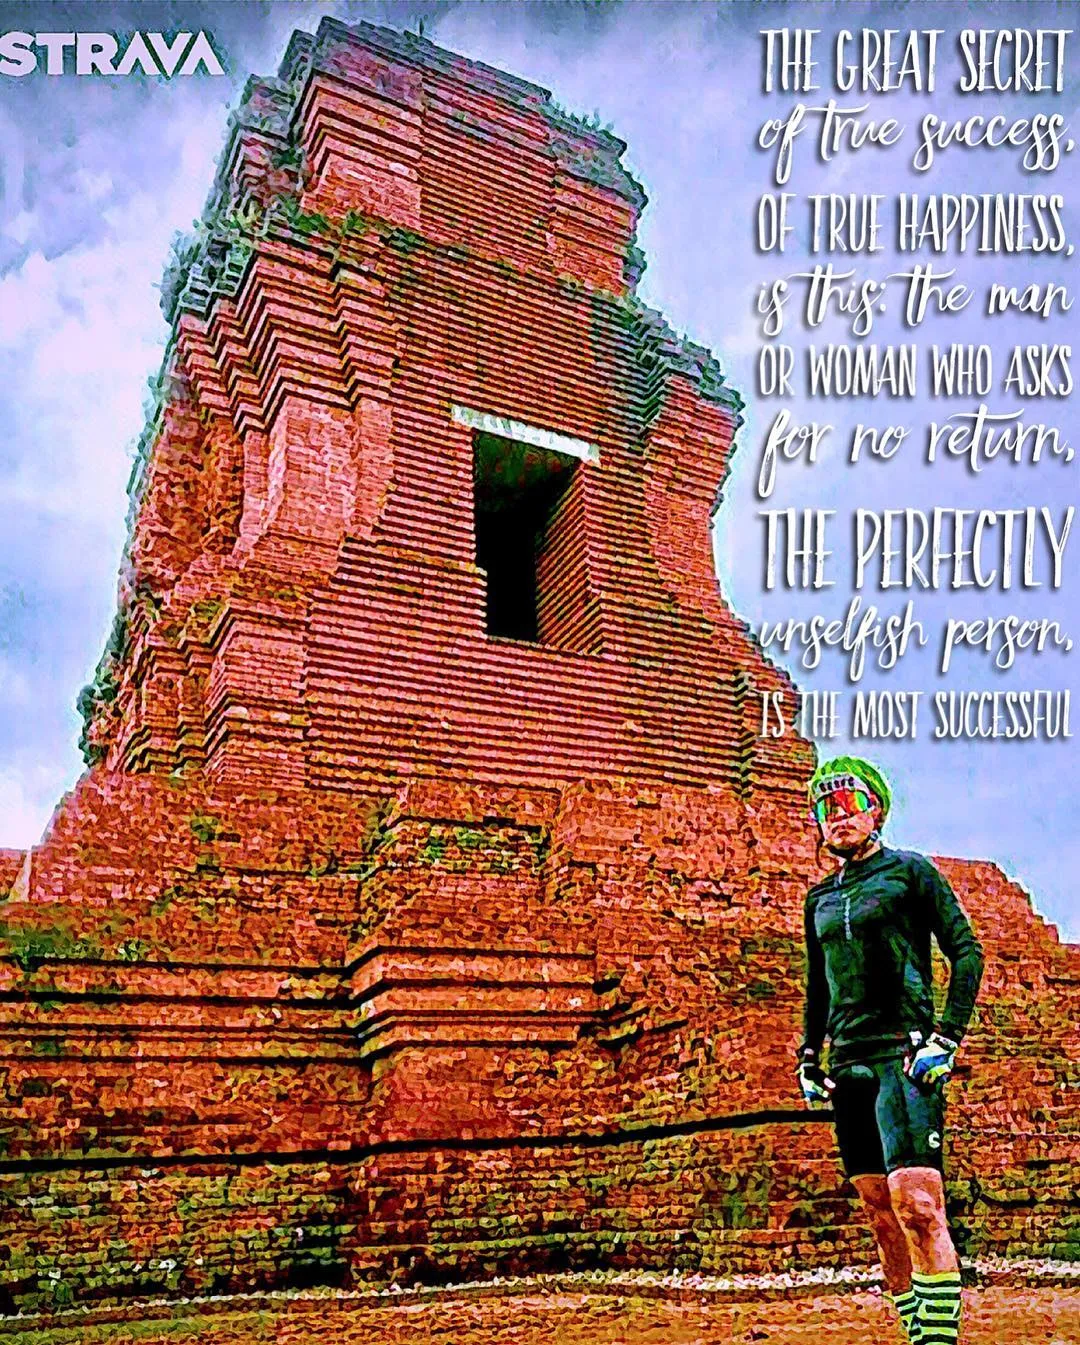 STRAVA
THE GREAT SECRET
of true success,
OF TRUE HAPPINESS,
is this: the man
OR WOMAN WHO ASKS
for no return,
THE PERFECTLY
unselfish person,
IS THE MOST SUCCESSFUL